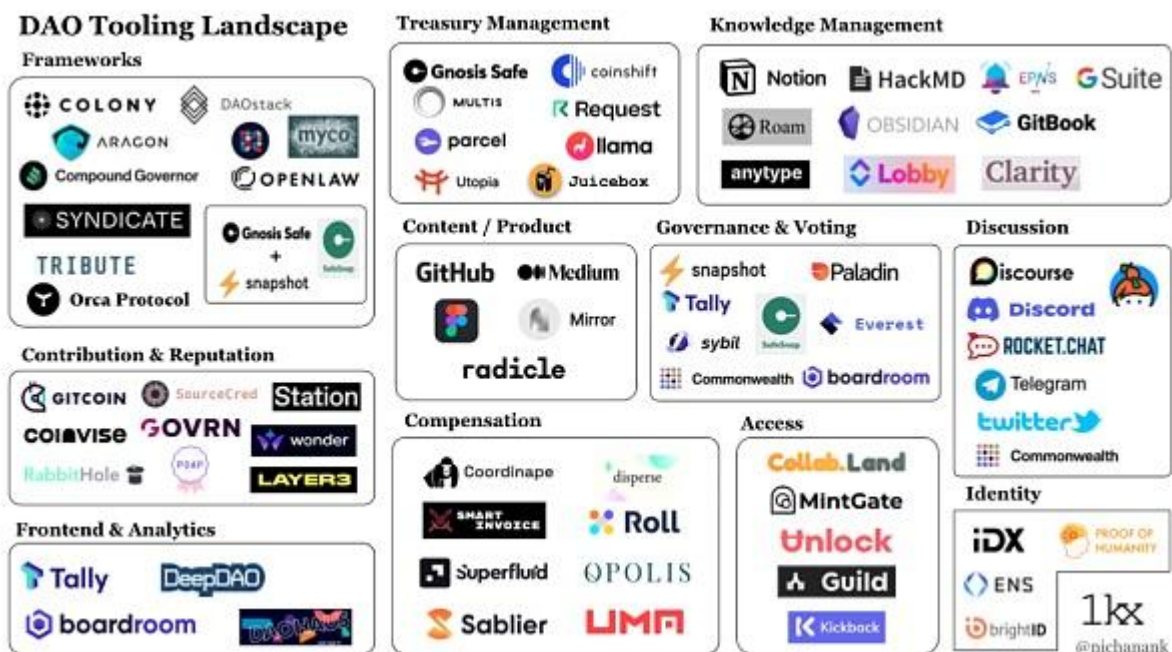 DAO Tooling Landscape
Frameworks
COLONY
DAOstack
ARAGON
myco
Compound Governor
OPENLAW
SYNDICATE
Gnosis Safe
+
snapshot
SafeSnap
TRIBUTE
Orca Protocol
Contribution & Reputation
GITCOIN
SourceCred
Station
COINVISE
GOVRN
wonder
RabbitHole
POAP
LAYER3
Frontend & Analytics
Tally
DeepDAO
boardroom
DAOHAUS
Treasury Management
Gnosis Safe
coinshift
MULTIS
Request
parcel
llama
Utopia
Juicebox
Content / Product
GitHub
Medium
Mirror
radicle
Compensation
Coordinape
disperse
SMART
INVOICE
Roll
Superfluid
OPOLIS
Sablier
UMA
Knowledge Management
Notion
HackMD
EPNS
G Suite
Roam
OBSIDIAN
GitBook
anytype
Lobby
Clarity
Governance & Voting
snapshot
Paladin
Tally
SafeSnap
Everest
sybil
Commonwealth
boardroom
Access
Collab.Land
MintGate
Unlock
Guild
Kickback
Discussion
Discourse
Discord
ROCKET.CHAT
Telegram
twitter
Commonwealth
Identity
iDX
PROOF OF
HUMANITY
ENS
brightID
1kx
@pichanank